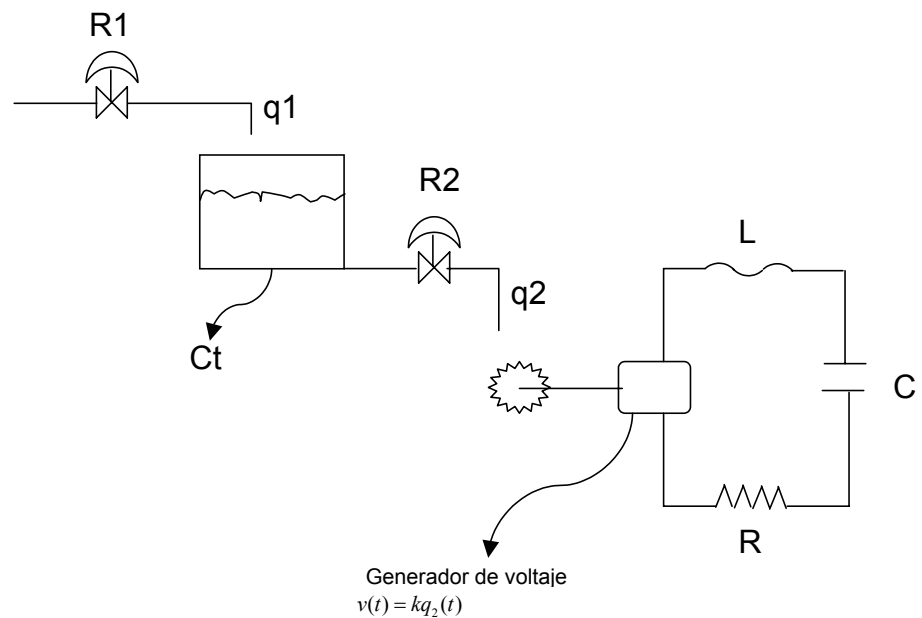 R1
q1
R2
q2
Ct
L
C
R
Generador de voltaje
v(t) = kq₂(t)